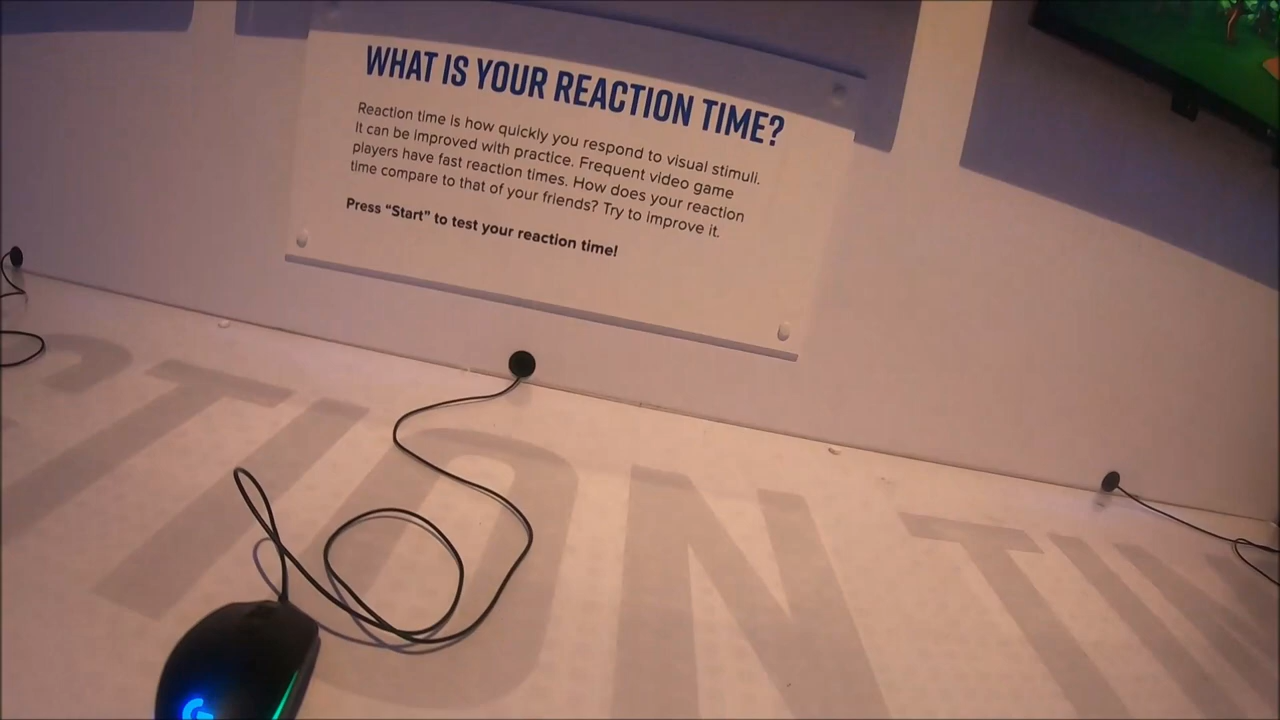 WHAT IS YOUR REACTION TIME?
Reaction time is how quickly you respond to visual stimuli.
It can be improved with practice. Frequent video game
players have fast reaction times. How does your reaction
time compare to that of your friends? Try to improve it.
Press “Start” to test your reaction time!
CTION TIM
G